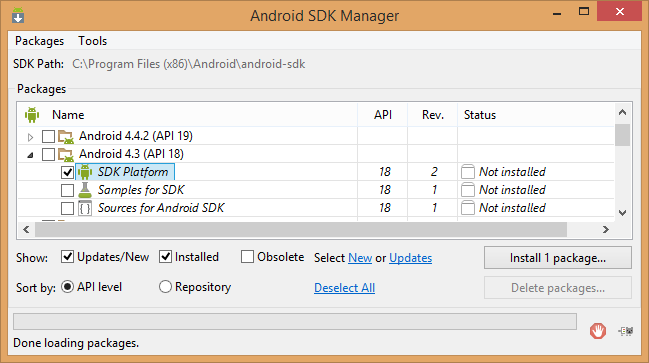 Android SDK Manager
Packages Tools
SDK Path: C:\Program Files (x86)\Android\android-sdk
Packages
Name API Rev. Status
Android 4.4.2 (API 19)
Android 4.3 (API 18)
SDK Platform 18 2 Not installed
Samples for SDK 18 1 Not installed
Sources for Android SDK 18 1 Not installed
Show: Updates/New Installed Obsolete Select New or Updates Install 1 package...
Sort by: API level Repository Deselect All Delete packages...
Done loading packages.